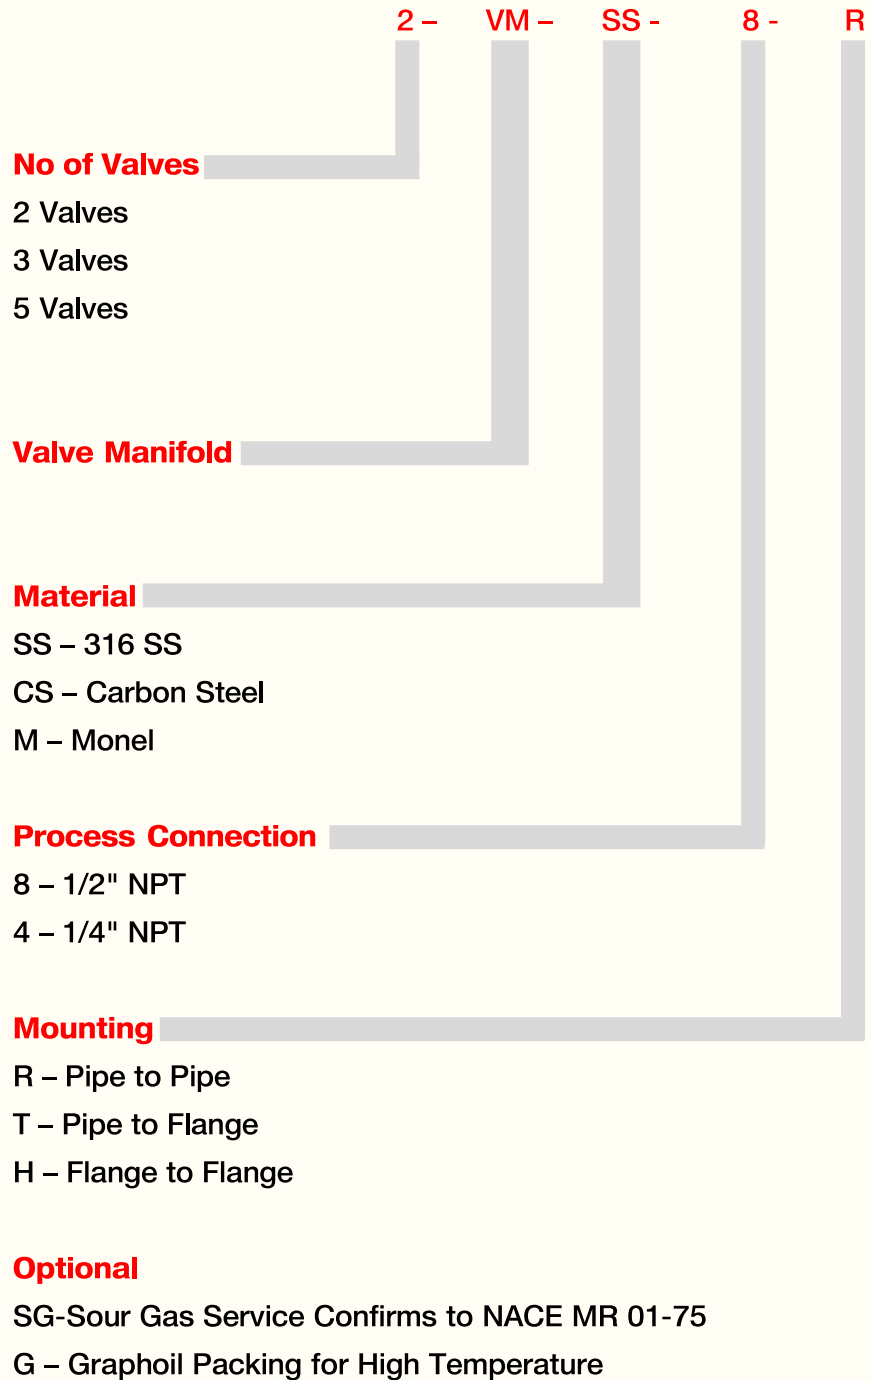 2 – VM – SS - 8 - R
No of Valves
2 Valves
3 Valves
5 Valves
Valve Manifold
Material
SS – 316 SS
CS – Carbon Steel
M – Monel
Process Connection
8 – 1/2" NPT
4 – 1/4" NPT
Mounting
R – Pipe to Pipe
T – Pipe to Flange
H – Flange to Flange
Optional
SG-Sour Gas Service Confirms to NACE MR 01-75
G – Graphoil Packing for High Temperature